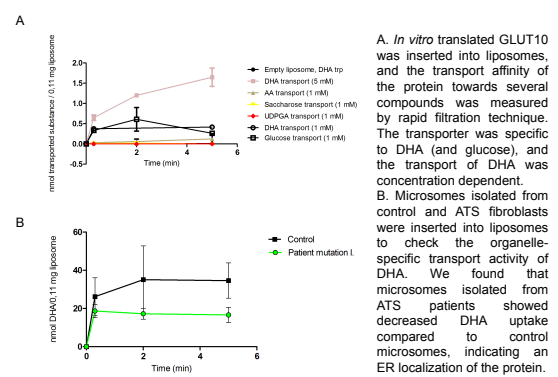 A
nmol transported substance / 0,11 mg liposome
2.0
1.5
1.0
0.5
0.0
-0.5
2
4
6
Time (min)
Empty liposome, DHA trp
DHA transport (5 mM)
AA transport (1 mM)
Saccharose transport (1 mM)
UDPGA transport (1 mM)
DHA transport (1 mM)
Glucose transport (1 mM)
B
nmol DHA/0,11 mg liposome
60
40
20
0
0
2
4
6
Time (min)
Control
Patient mutation I.
A. In vitro translated GLUT10
was inserted into liposomes,
and the transport affinity of
the protein towards several
compounds was measured
by rapid filtration technique.
The transporter was specific
to DHA (and glucose), and
the transport of DHA was
concentration dependent.
B. Microsomes isolated from
control and ATS fibroblasts
were inserted into liposomes
to check the organelle-
specific transport activity of
DHA. We found that
microsomes isolated from
ATS patients showed
decreased DHA uptake
compared to control
microsomes, indicating an
ER localization of the protein.